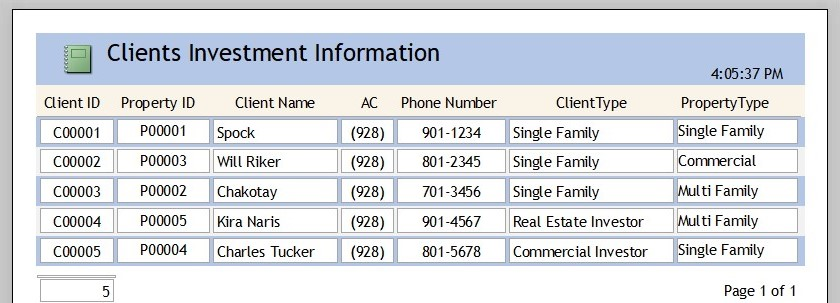 Clients Investment Information
4:05:37 PM
Client ID Property ID Client Name AC Phone Number ClientType PropertyType
C00001 P00001 Spock (928) 901-1234 Single Family Single Family
C00002 P00003 Will Riker (928) 801-2345 Single Family Commercial
C00003 P00002 Chakotay (928) 701-3456 Single Family Multi Family
C00004 P00005 Kira Naris (928) 901-4567 Real Estate Investor Multi Family
C00005 P00004 Charles Tucker (928) 801-5678 Commercial Investor Single Family
5 Page 1 of 1